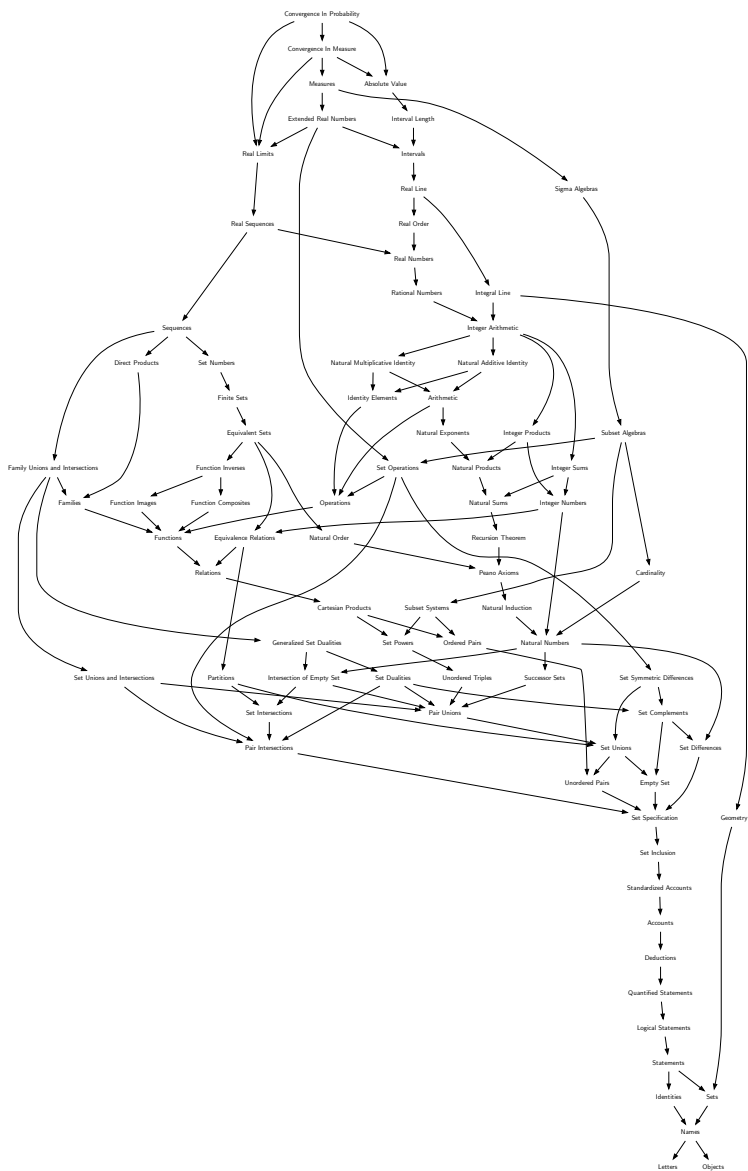 Convergence In Probability
Convergence In Measure
Measures
Absolute Value
Extended Real Numbers
Interval Length
Real Limits
Intervals
Real Line
Sigma Algebras
Real Sequences
Real Order
Real Numbers
Rational Numbers
Integral Line
Sequences
Integer Arithmetic
Direct Products
Set Numbers
Natural Multiplicative Identity
Natural Additive Identity
Finite Sets
Identity Elements
Arithmetic
Equivalent Sets
Natural Exponents
Integer Products
Subset Algebras
Family Unions and Intersections
Function Inverses
Set Operations
Natural Products
Integer Sums
Families
Function Images
Function Composites
Operations
Natural Sums
Integer Numbers
Functions
Equivalence Relations
Natural Order
Recursion Theorem
Relations
Peano Axioms
Cardinality
Cartesian Products
Subset Systems
Natural Induction
Generalized Set Dualities
Set Powers
Ordered Pairs
Natural Numbers
Set Unions and Intersections
Partitions
Intersection of Empty Set
Set Dualities
Unordered Triples
Successor Sets
Set Symmetric Differences
Set Intersections
Pair Unions
Set Complements
Pair Intersections
Set Unions
Set Differences
Unordered Pairs
Empty Set
Set Specification
Geometry
Set Inclusion
Standardized Accounts
Accounts
Deductions
Quantified Statements
Logical Statements
Statements
Identities
Sets
Names
Letters
Objects